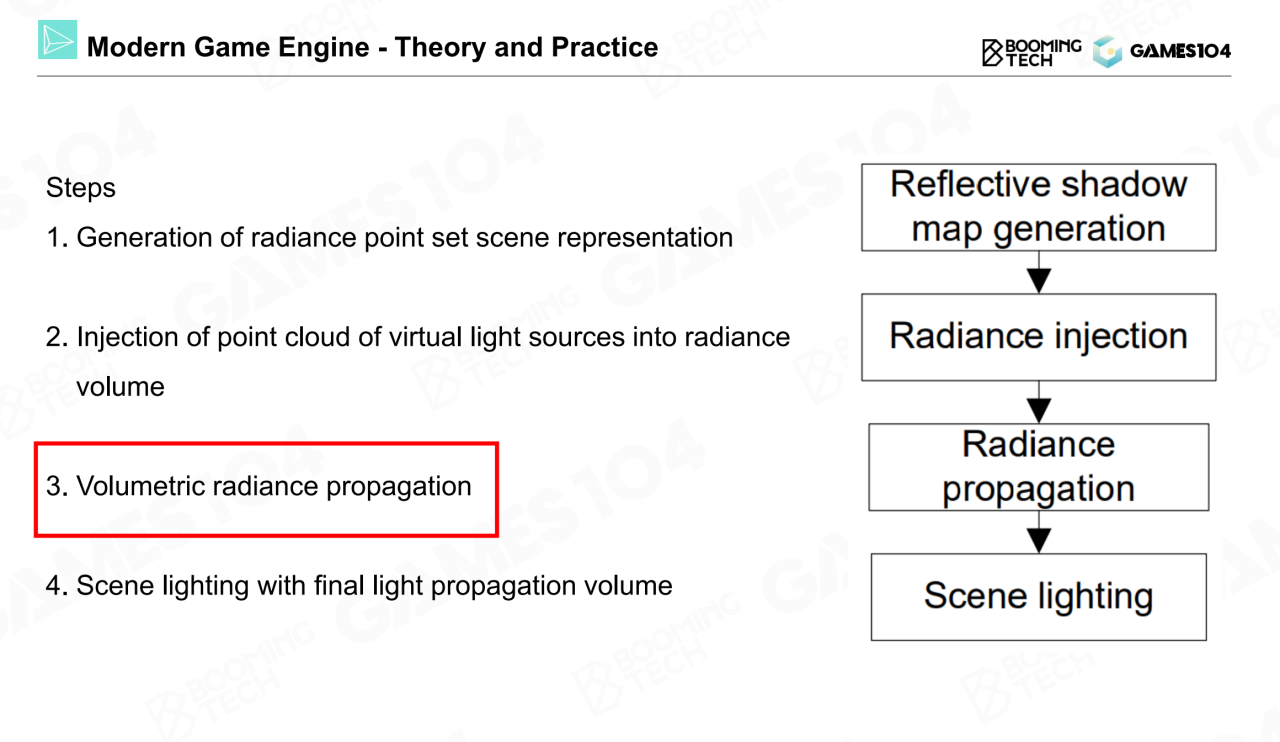 Modern Game Engine - Theory and Practice
BOOMING
TECH
GAMES104
Steps
1. Generation of radiance point set scene representation
2. Injection of point cloud of virtual light sources into radiance
volume
3. Volumetric radiance propagation
4. Scene lighting with final light propagation volume
Reflective shadow
map generation
Radiance injection
Radiance
propagation
Scene lighting